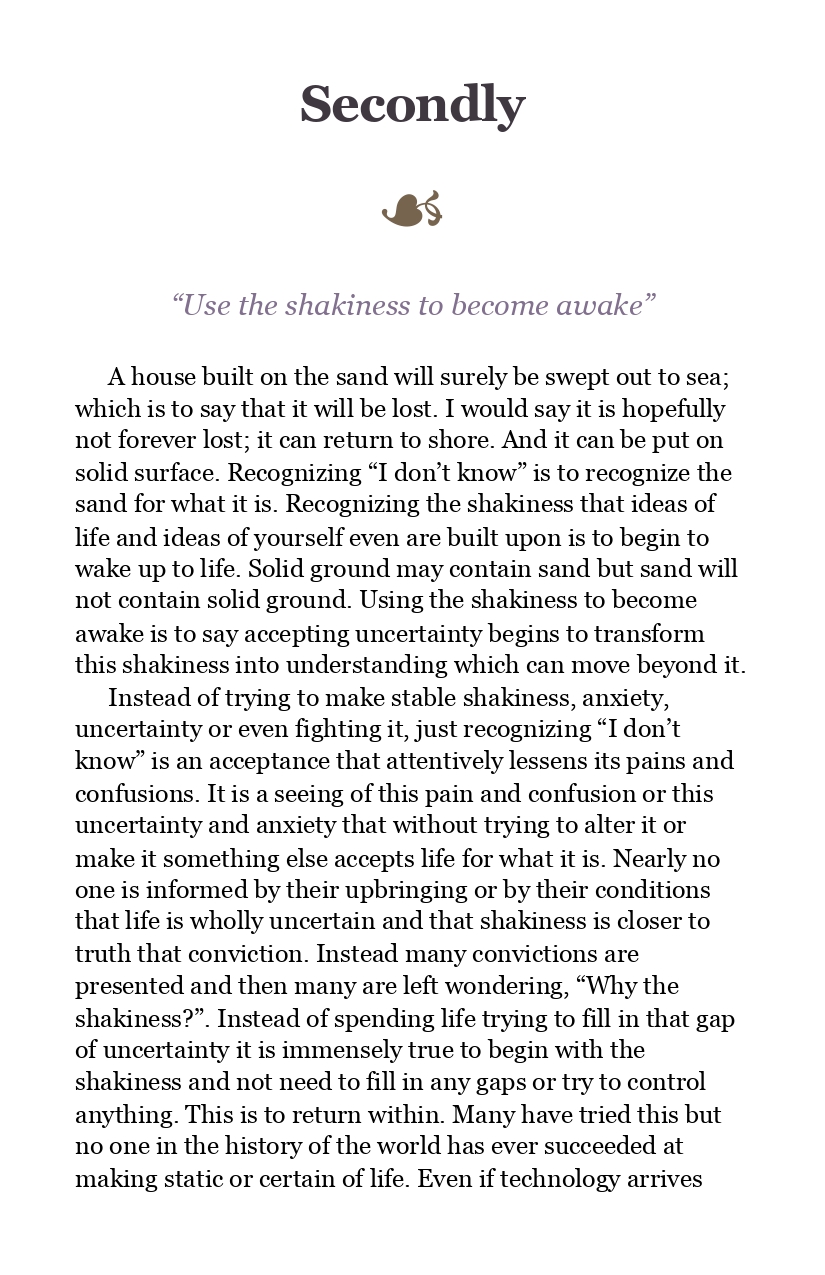 Secondly
“Use the shakiness to become awake”
A house built on the sand will surely be swept out to sea;
which is to say that it will be lost. I would say it is hopefully
not forever lost; it can return to shore. And it can be put on
solid surface. Recognizing “I don’t know” is to recognize the
sand for what it is. Recognizing the shakiness that ideas of
life and ideas of yourself even are built upon is to begin to
wake up to life. Solid ground may contain sand but sand will
not contain solid ground. Using the shakiness to become
awake is to say accepting uncertainty begins to transform
this shakiness into understanding which can move beyond it.
Instead of trying to make stable shakiness, anxiety,
uncertainty or even fighting it, just recognizing “I don’t
know” is an acceptance that attentively lessens its pains and
confusions. It is a seeing of this pain and confusion or this
uncertainty and anxiety that without trying to alter it or
make it something else accepts life for what it is. Nearly no
one is informed by their upbringing or by their conditions
that life is wholly uncertain and that shakiness is closer to
truth that conviction. Instead many convictions are
presented and then many are left wondering, “Why the
shakiness?”. Instead of spending life trying to fill in that gap
of uncertainty it is immensely true to begin with the
shakiness and not need to fill in any gaps or try to control
anything. This is to return within. Many have tried this but
no one in the history of the world has ever succeeded at
making static or certain of life. Even if technology arrives